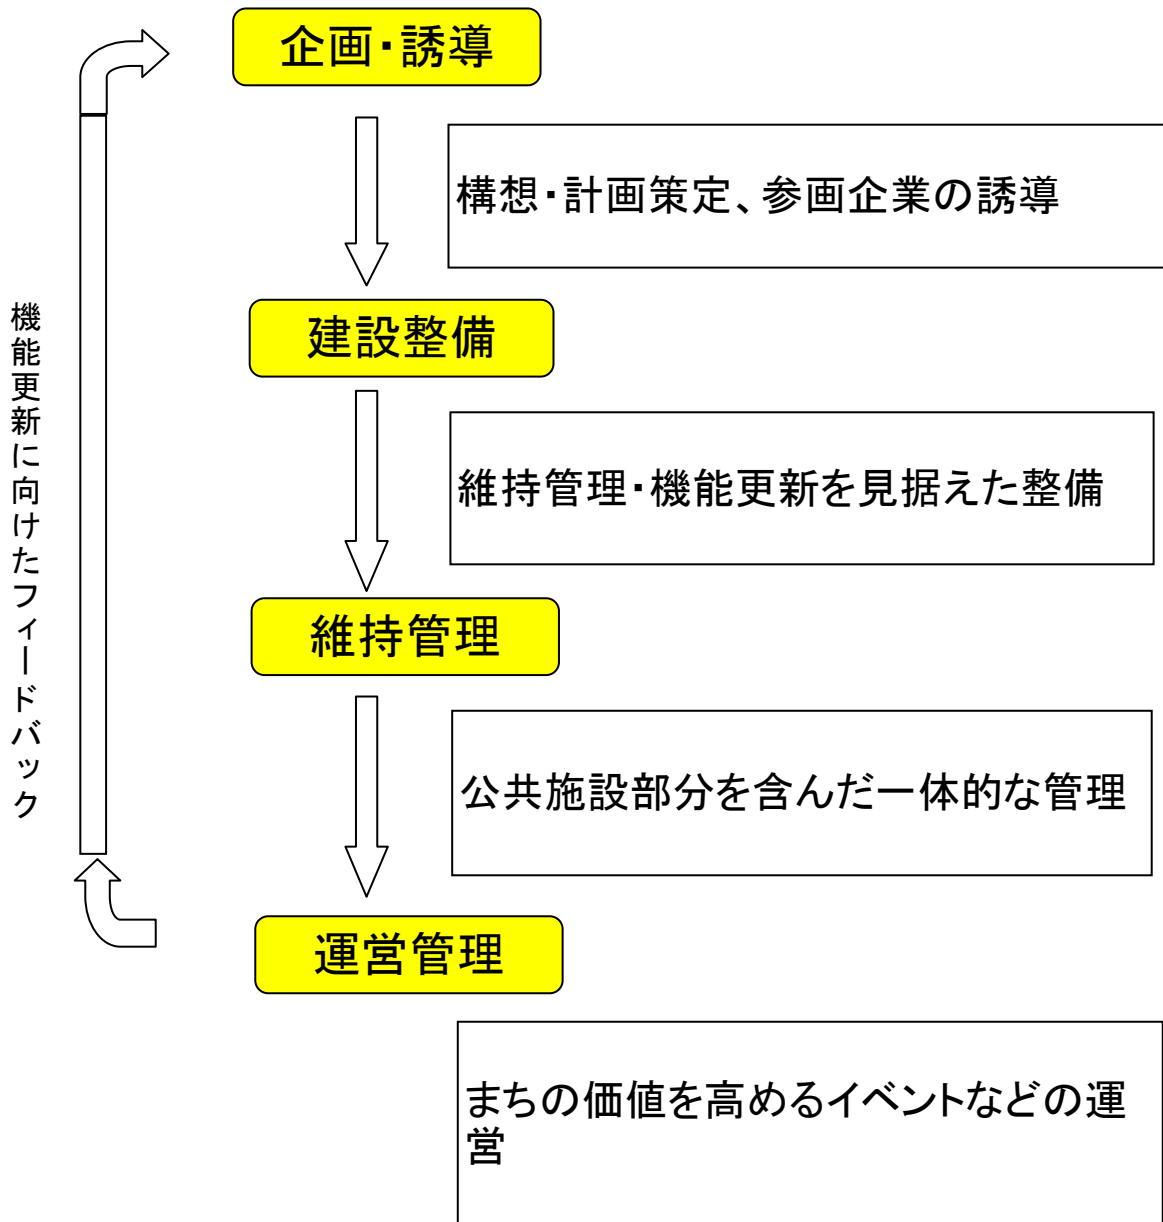 企画・誘導
構想・計画策定、参画企業の誘導
建設整備
維持管理・機能更新を見据えた整備
維持管理
公共施設部分を含んだ一体的な管理
運営管理
まちの価値を高めるイベントなどの運
営
機能更新に向けたフィードバック